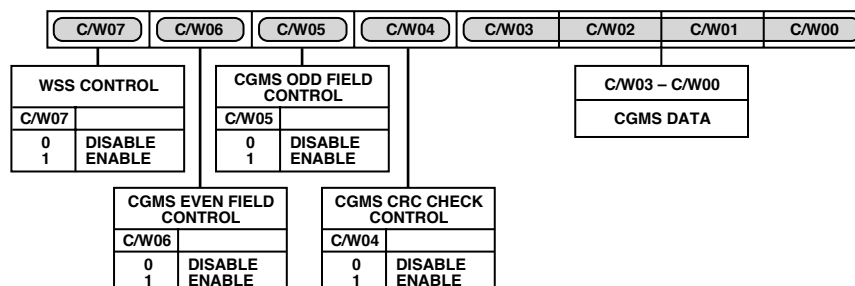 C/W07 C/W06 C/W05 C/W04 C/W03 C/W02 C/W01 C/W00
WSS CONTROL
C/W07
0 DISABLE
1 ENABLE
CGMS ODD FIELD
CONTROL
C/W05
0 DISABLE
1 ENABLE
C/W03 – C/W00
CGMS DATA
CGMS EVEN FIELD
CONTROL
C/W06
0 DISABLE
1 ENABLE
CGMS CRC CHECK
CONTROL
C/W04
0 DISABLE
1 ENABLE